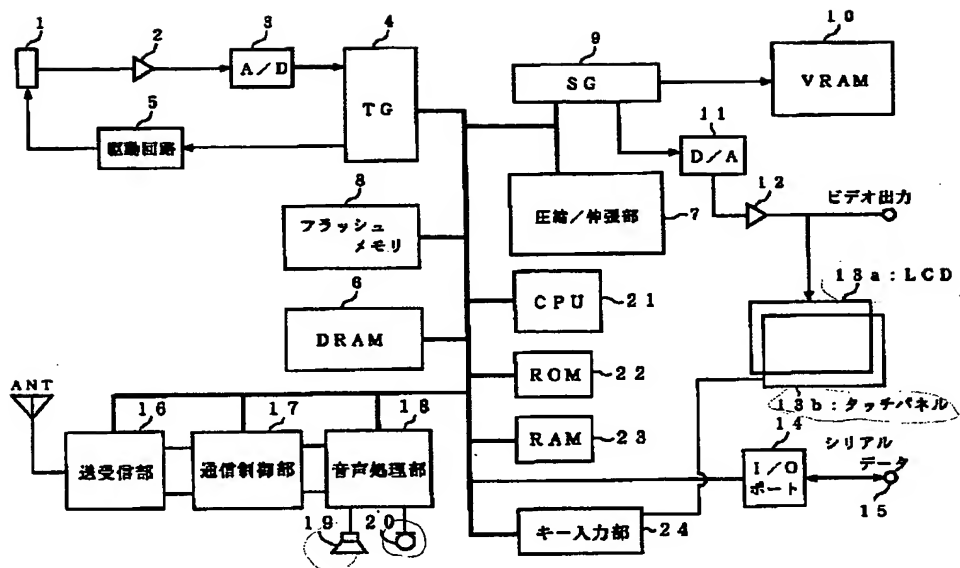 1
2
3
4
A/D
TG
5
駆動回路
9
SG
10
VRAM
11
D/A
12
ビデオ出力
圧縮/伸張部
7
8
フラッシュ
メモリ
6
DRAM
CPU
21
13a:LCD
ROM
22
13b:タッチパネル
RAM
23
14
I/O
ポート
シリアル
データ
15
ANT
16
送受信部
17
通信制御部
18
音声処理部
19
20
キー入力部
24